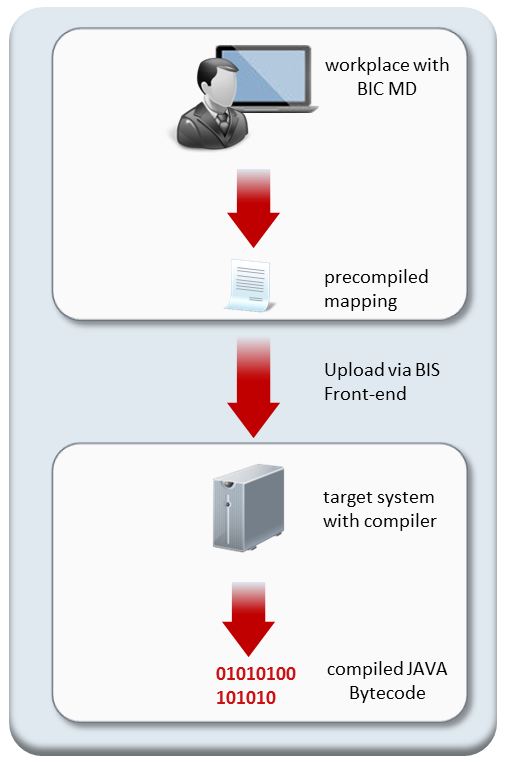 workplace with
BIC MD
precompiled
mapping
Upload via BIS
Front-end
target system
with compiler
01010100
101010
compiled JAVA
Bytecode